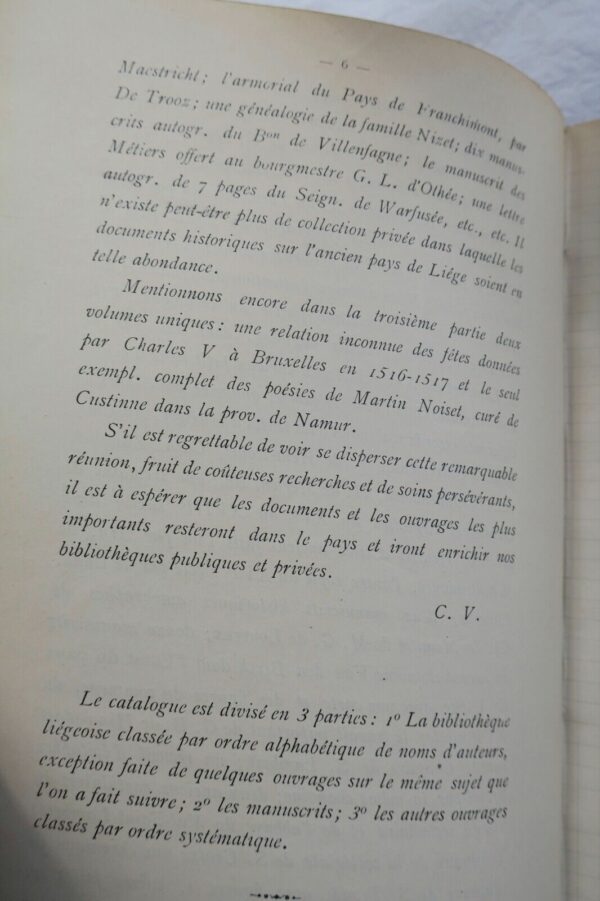 — 6 —
Maestricht; l'armorial du Pays de Franchimont, par
De Trooz; une généalogie de la famille Nizet; dix manus-
crits autogr. du Bon de Villenfagne; le manuscrit des
Métiers offert au bourgmestre G. L. d'Othée; une lettre
autogr. de 7 pages du Seign. de Warfusée, etc., etc. Il
n'existe peut-être plus de collection privée dans laquelle les
documents historiques sur l'ancien pays de Liége soient en
telle abondance.
Mentionnons encore dans la troisième partie deux
volumes uniques : une relation inconnue des fêtes données
par Charles V à Bruxelles en 1516-1517 et le seul
exempl. complet des poésies de Martin Noiset, curé de
Custinne dans la prov. de Namur.
S'il est regrettable de voir se disperser cette remarquable
réunion, fruit de coûteuses recherches et de soins persévérants,
il est à espérer que les documents et les ouvrages les plus
importants resteront dans le pays et iront enrichir nos
bibliothèques publiques et privées.
C. V.
Le catalogue est divisé en 3 parties : 1o La bibliothèque
liégeoise classée par ordre alphabétique de noms d'auteurs,
exception faite de quelques ouvrages sur le même sujet que
l'on a fait suivre; 2o les manuscrits; 3o les autres ouvrages
classés par ordre systématique.